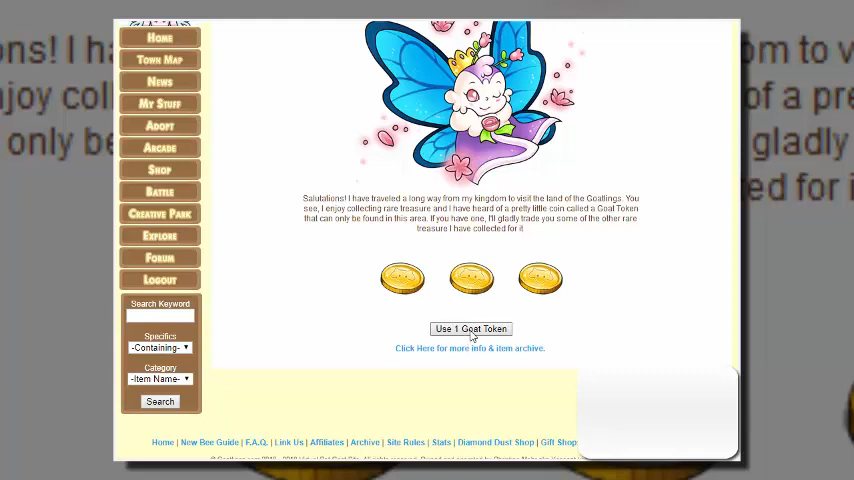 HOME
TOWN MAP
NEWS
MY STUFF
ADOPT
ARCADE
SHOP
BATTLE
CREATIVE PARK
EXPLORE
FORUM
LOGOUT
Search Keyword
Specifics
-Containing-
Category
-Item Name-
Search
Salutations! I have traveled a long way from my kingdom to visit the land of the Goatlings. You
see, I enjoy collecting rare treasure and I have heard of a pretty little coin called a Goat Token
that can only be found in this area. If you have one, I'll gladly trade you some of the other rare
treasure I have collected for it
Use 1 Goat Token
Click Here for more info & item archive.
Home | New Bee Guide | F.A.Q. | Link Us | Affiliates | Archive | Site Rules | Stats | Diamond Dust Shop | Gift Shop